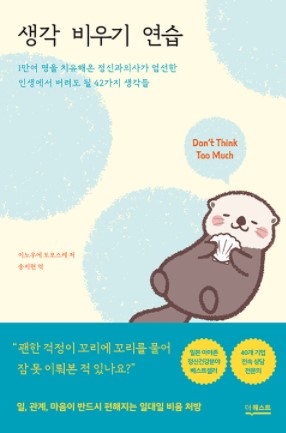 생각 비우기 연습
1만여 명을 치유해온 정신과의사가 엄선한
인생에서 버려도 될 42가지 생각들
Don't Think
Too Much
이노우에 도모스케 저
송지현 역
“괜한 걱정이 꼬리에 꼬리를 물어
잠 못 이뤄본 적 있나요?”
일본 아마존
정신건강분야
베스트셀러
40개 기업
전속 상담
전문의
일, 관계, 마음이 반드시 편해지는 일대일 비움 처방
더퀘스트